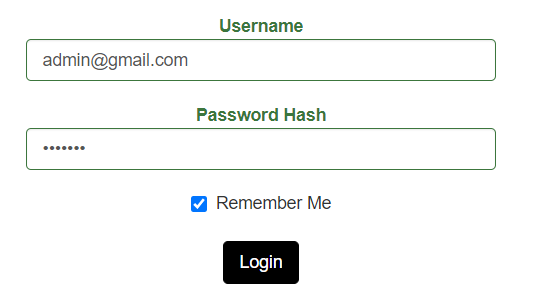 Username
admin@gmail.com
Password Hash
•••••••
Remember Me
Login